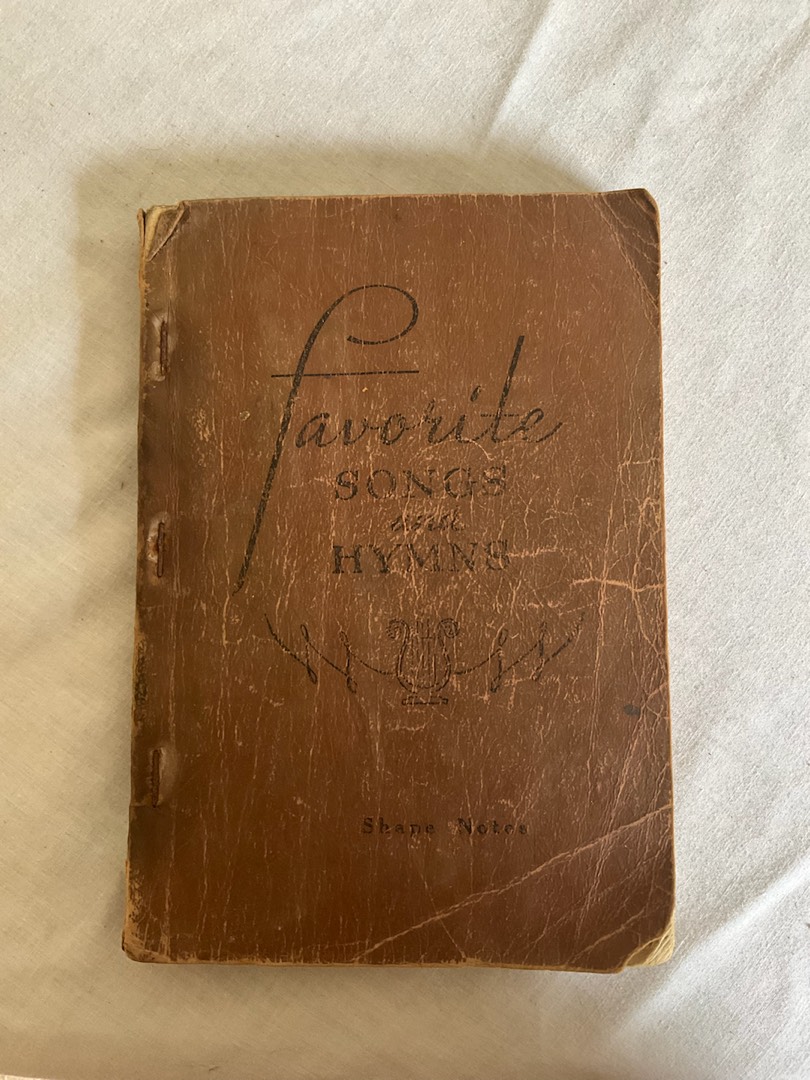 favorite
SONGS
and
HYMNS
Shape Notes